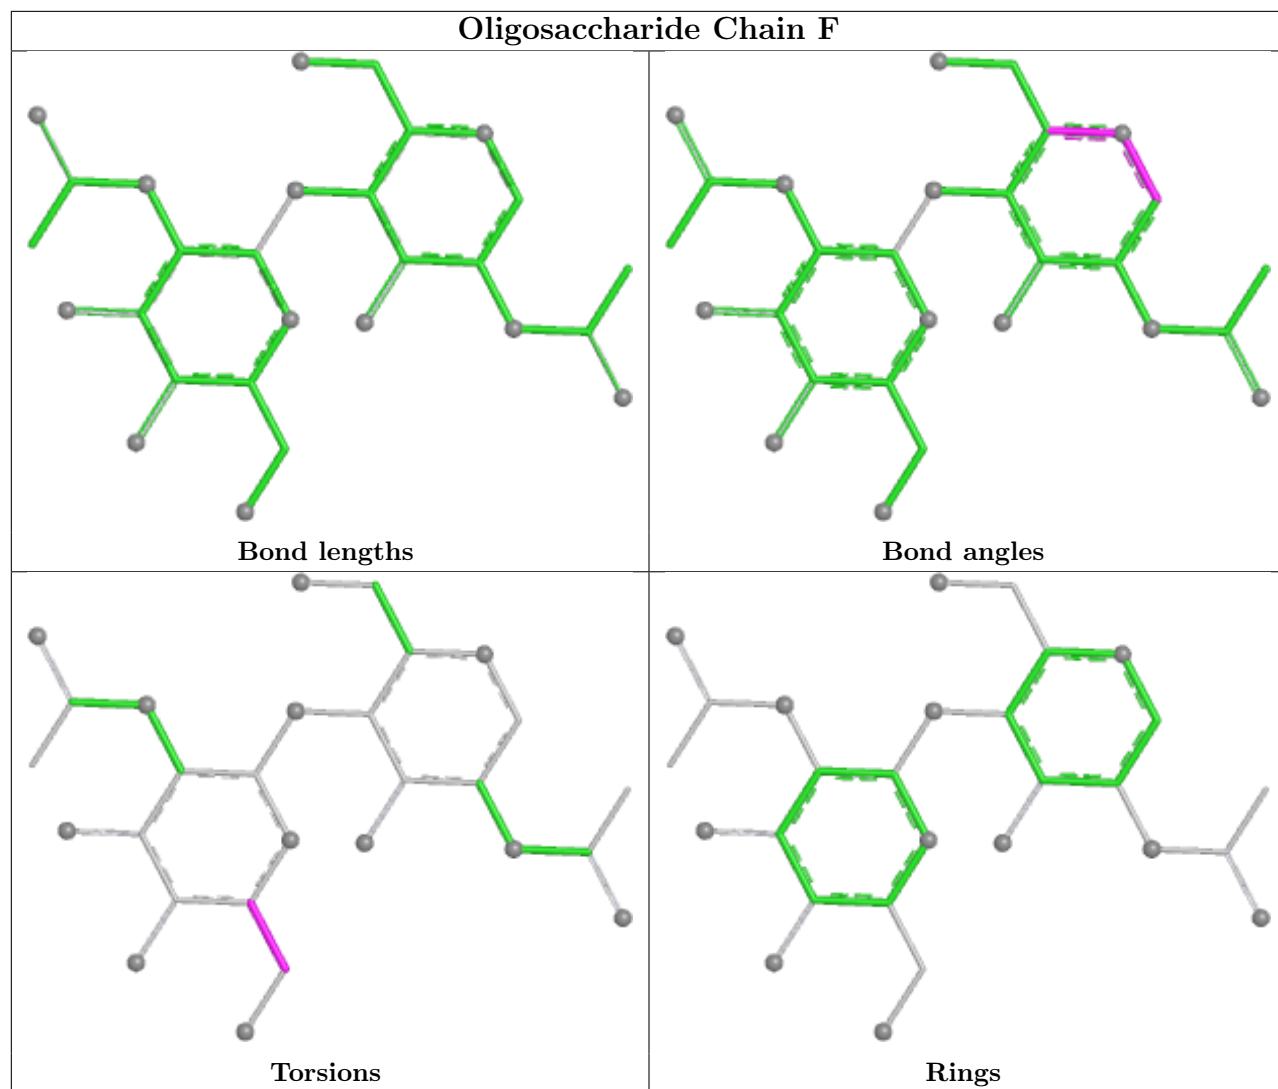 Oligosaccharide Chain F
Bond lengths
Bond angles
Torsions
Rings